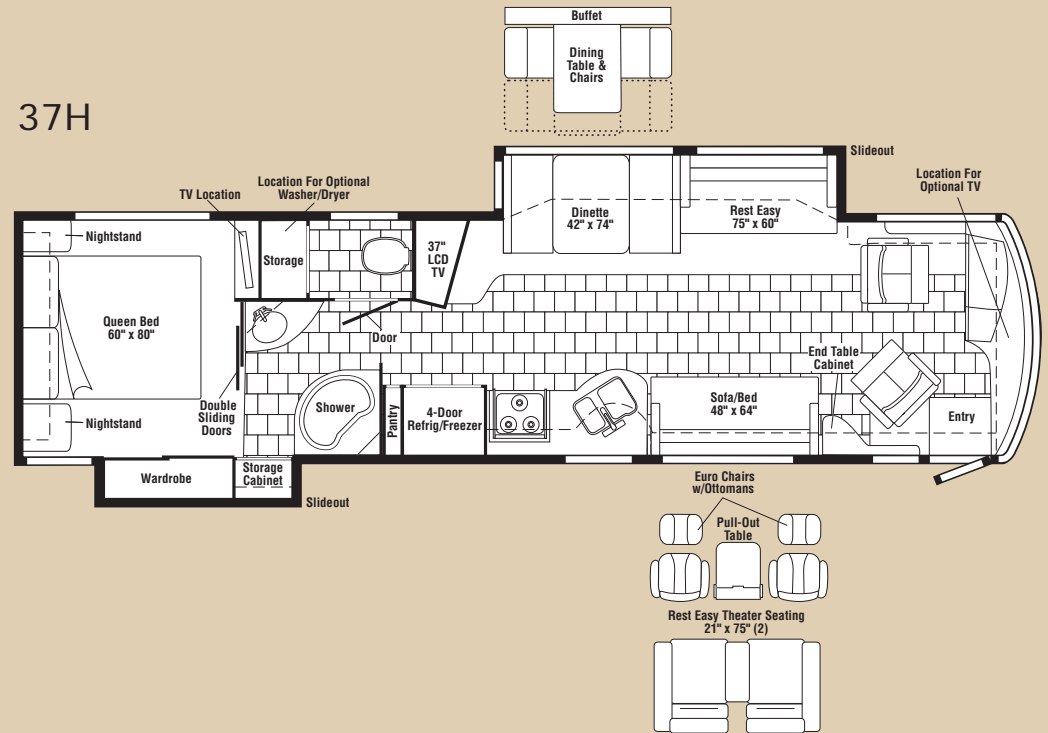 37H
Buffet
Dining
Table &
Chairs
Slideout
Location For
Optional TV
TV Location
Location For Optional
Washer/Dryer
Nightstand
Storage
37"
LCD
TV
Dinette
42" x 74"
Rest Easy
75" x 60"
Queen Bed
60" x 80"
Door
End Table
Cabinet
Double
Sliding
Doors
Shower
Pantry
4-Door
Refrig/Freezer
Sofa/Bed
48" x 64"
Entry
Nightstand
Wardrobe
Storage
Cabinet
Slideout
Euro Chairs
w/Ottomans
Pull-Out
Table
Rest Easy Theater Seating
21" x 75" (2)